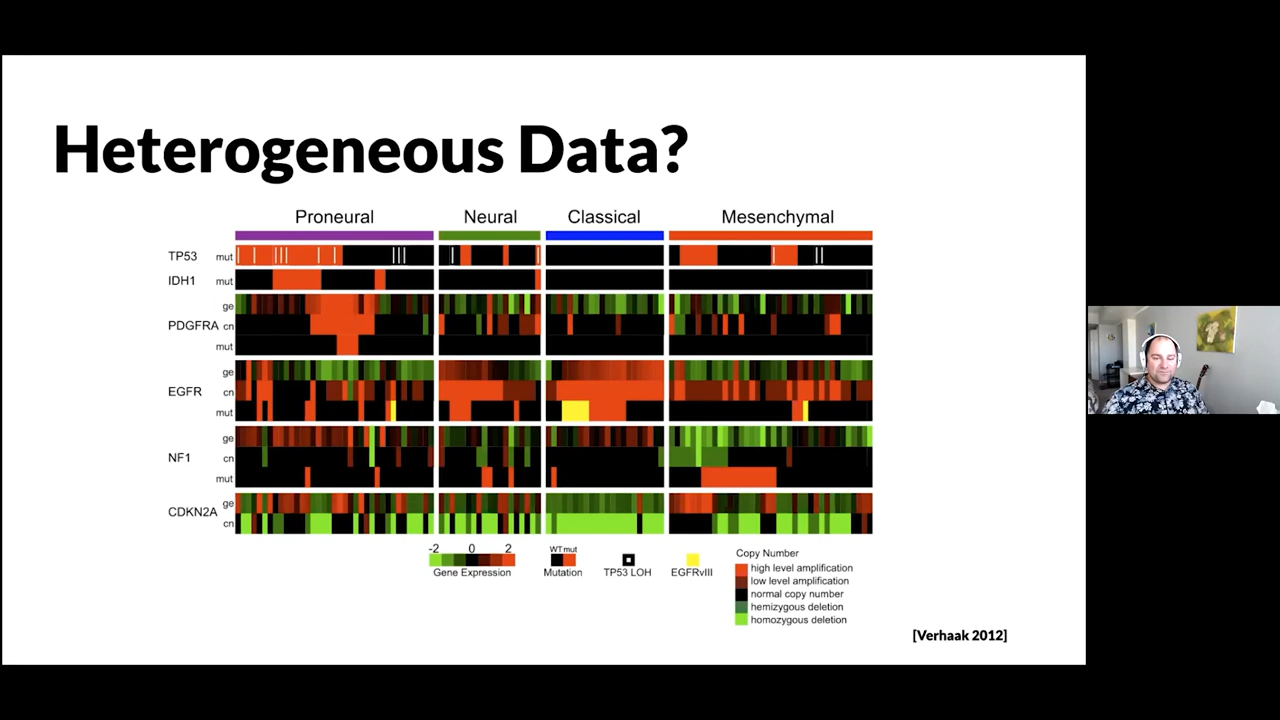 Heterogeneous Data?
Proneural Neural Classical Mesenchymal
TP53 mut
IDH1 mut
ge
PDGFRA cn
mut
ge
EGFR cn
mut
ge
NF1 cn
mut
ge
CDKN2A
cn
-2 0 2
Gene Expression
WT mut
Mutation
TP53 LOH
EGFRvIII
Copy Number
high level amplification
low level amplification
normal copy number
hemizygous deletion
homozygous deletion
[Verhaak 2012]